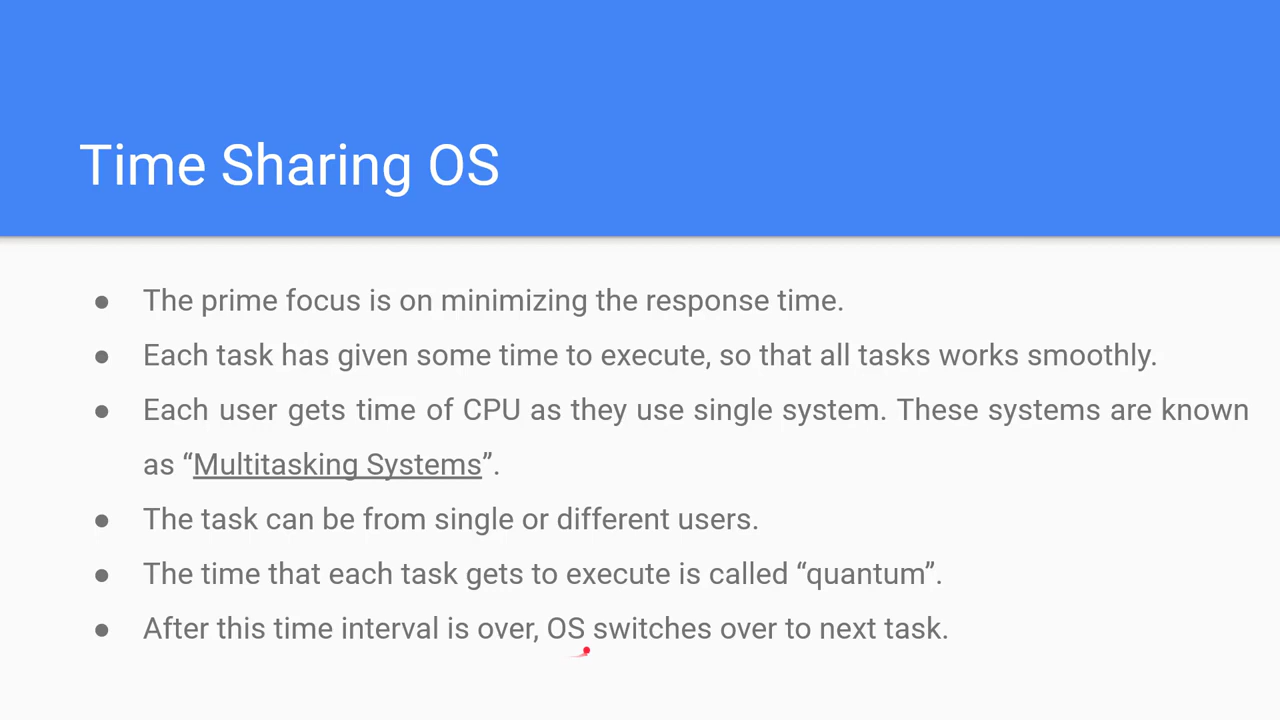 Time Sharing OS
● The prime focus is on minimizing the response time.
● Each task has given some time to execute, so that all tasks works smoothly.
● Each user gets time of CPU as they use single system. These systems are known
as “Multitasking Systems”.
● The task can be from single or different users.
● The time that each task gets to execute is called “quantum”.
● After this time interval is over, OS switches over to next task.